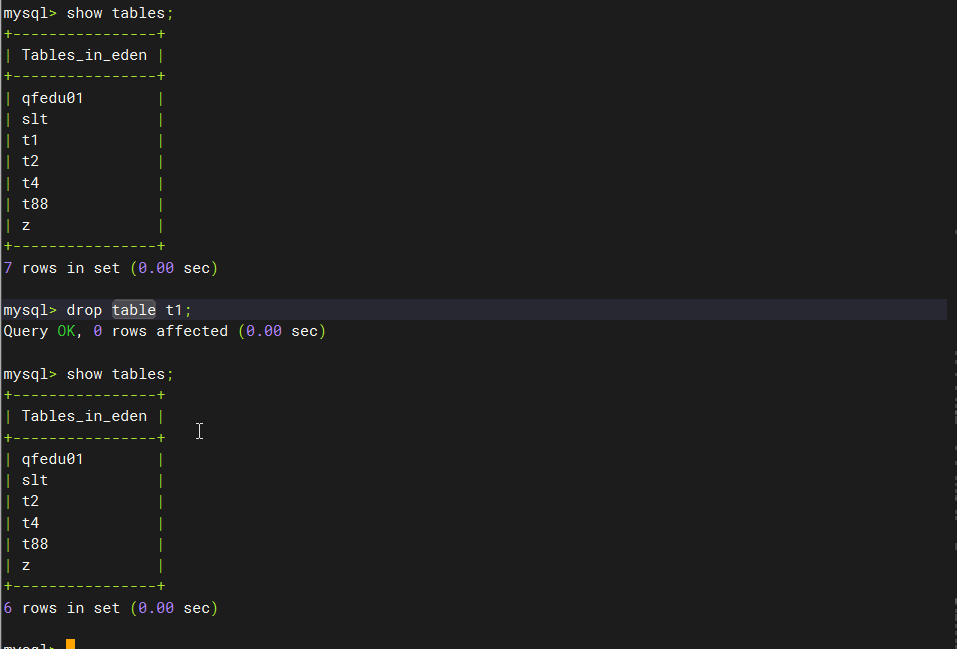 mysql> show tables;
+----------------+
| Tables_in_eden |
+----------------+
| qfedu01        |
| slt            |
| t1             |
| t2             |
| t4             |
| t88            |
| z              |
+----------------+
7 rows in set (0.00 sec)
mysql> drop table t1;
Query OK, 0 rows affected (0.00 sec)
mysql> show tables;
+----------------+
| Tables_in_eden |
+----------------+
| qfedu01        |
| slt            |
| t2             |
| t4             |
| t88            |
| z              |
+----------------+
6 rows in set (0.00 sec)
mysql>